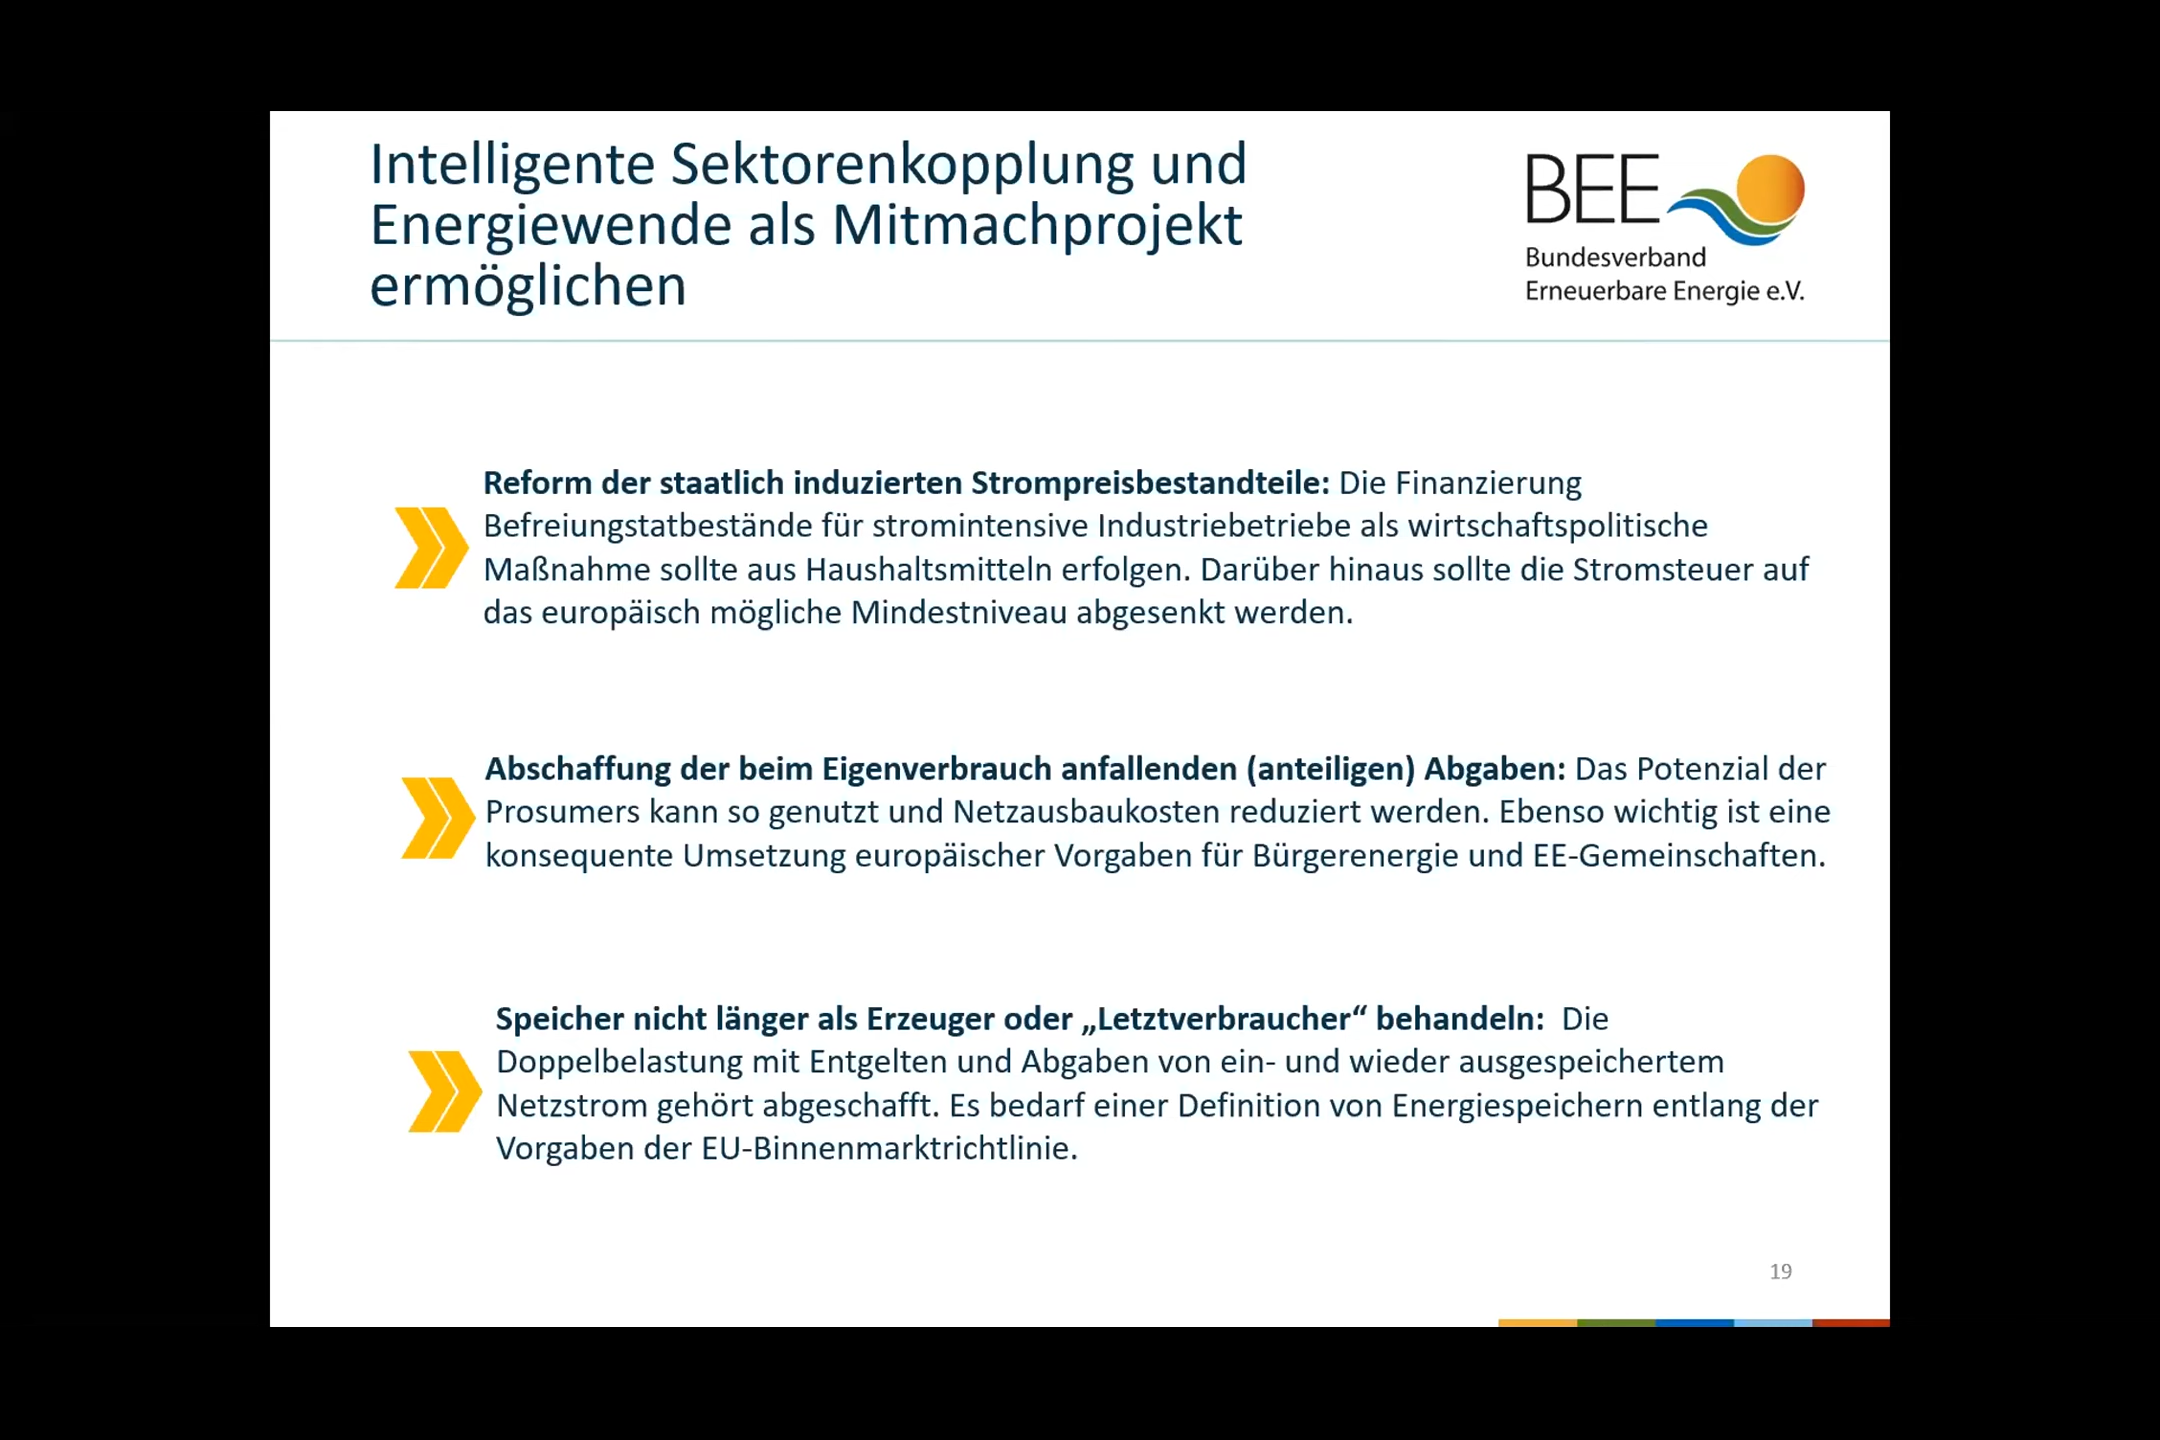 Intelligente Sektorenkopplung und
Energiewende als Mitmachprojekt
ermöglichen
BEE
Bundesverband
Erneuerbare Energie e.V.
Reform der staatlich induzierten Strompreisbestandteile: Die Finanzierung
Befreiungstatbestände für stromintensive Industriebetriebe als wirtschaftspolitische
Maßnahme sollte aus Haushaltsmitteln erfolgen. Darüber hinaus sollte die Stromsteuer auf
das europäisch mögliche Mindestniveau abgesenkt werden.
Abschaffung der beim Eigenverbrauch anfallenden (anteiligen) Abgaben: Das Potenzial der
Prosumers kann so genutzt und Netzausbaukosten reduziert werden. Ebenso wichtig ist eine
konsequente Umsetzung europäischer Vorgaben für Bürgerenergie und EE-Gemeinschaften.
Speicher nicht länger als Erzeuger oder „Letztverbraucher“ behandeln: Die
Doppelbelastung mit Entgelten und Abgaben von ein- und wieder ausgespeichertem
Netzstrom gehört abgeschafft. Es bedarf einer Definition von Energiespeichern entlang der
Vorgaben der EU-Binnenmarktrichtlinie.
19